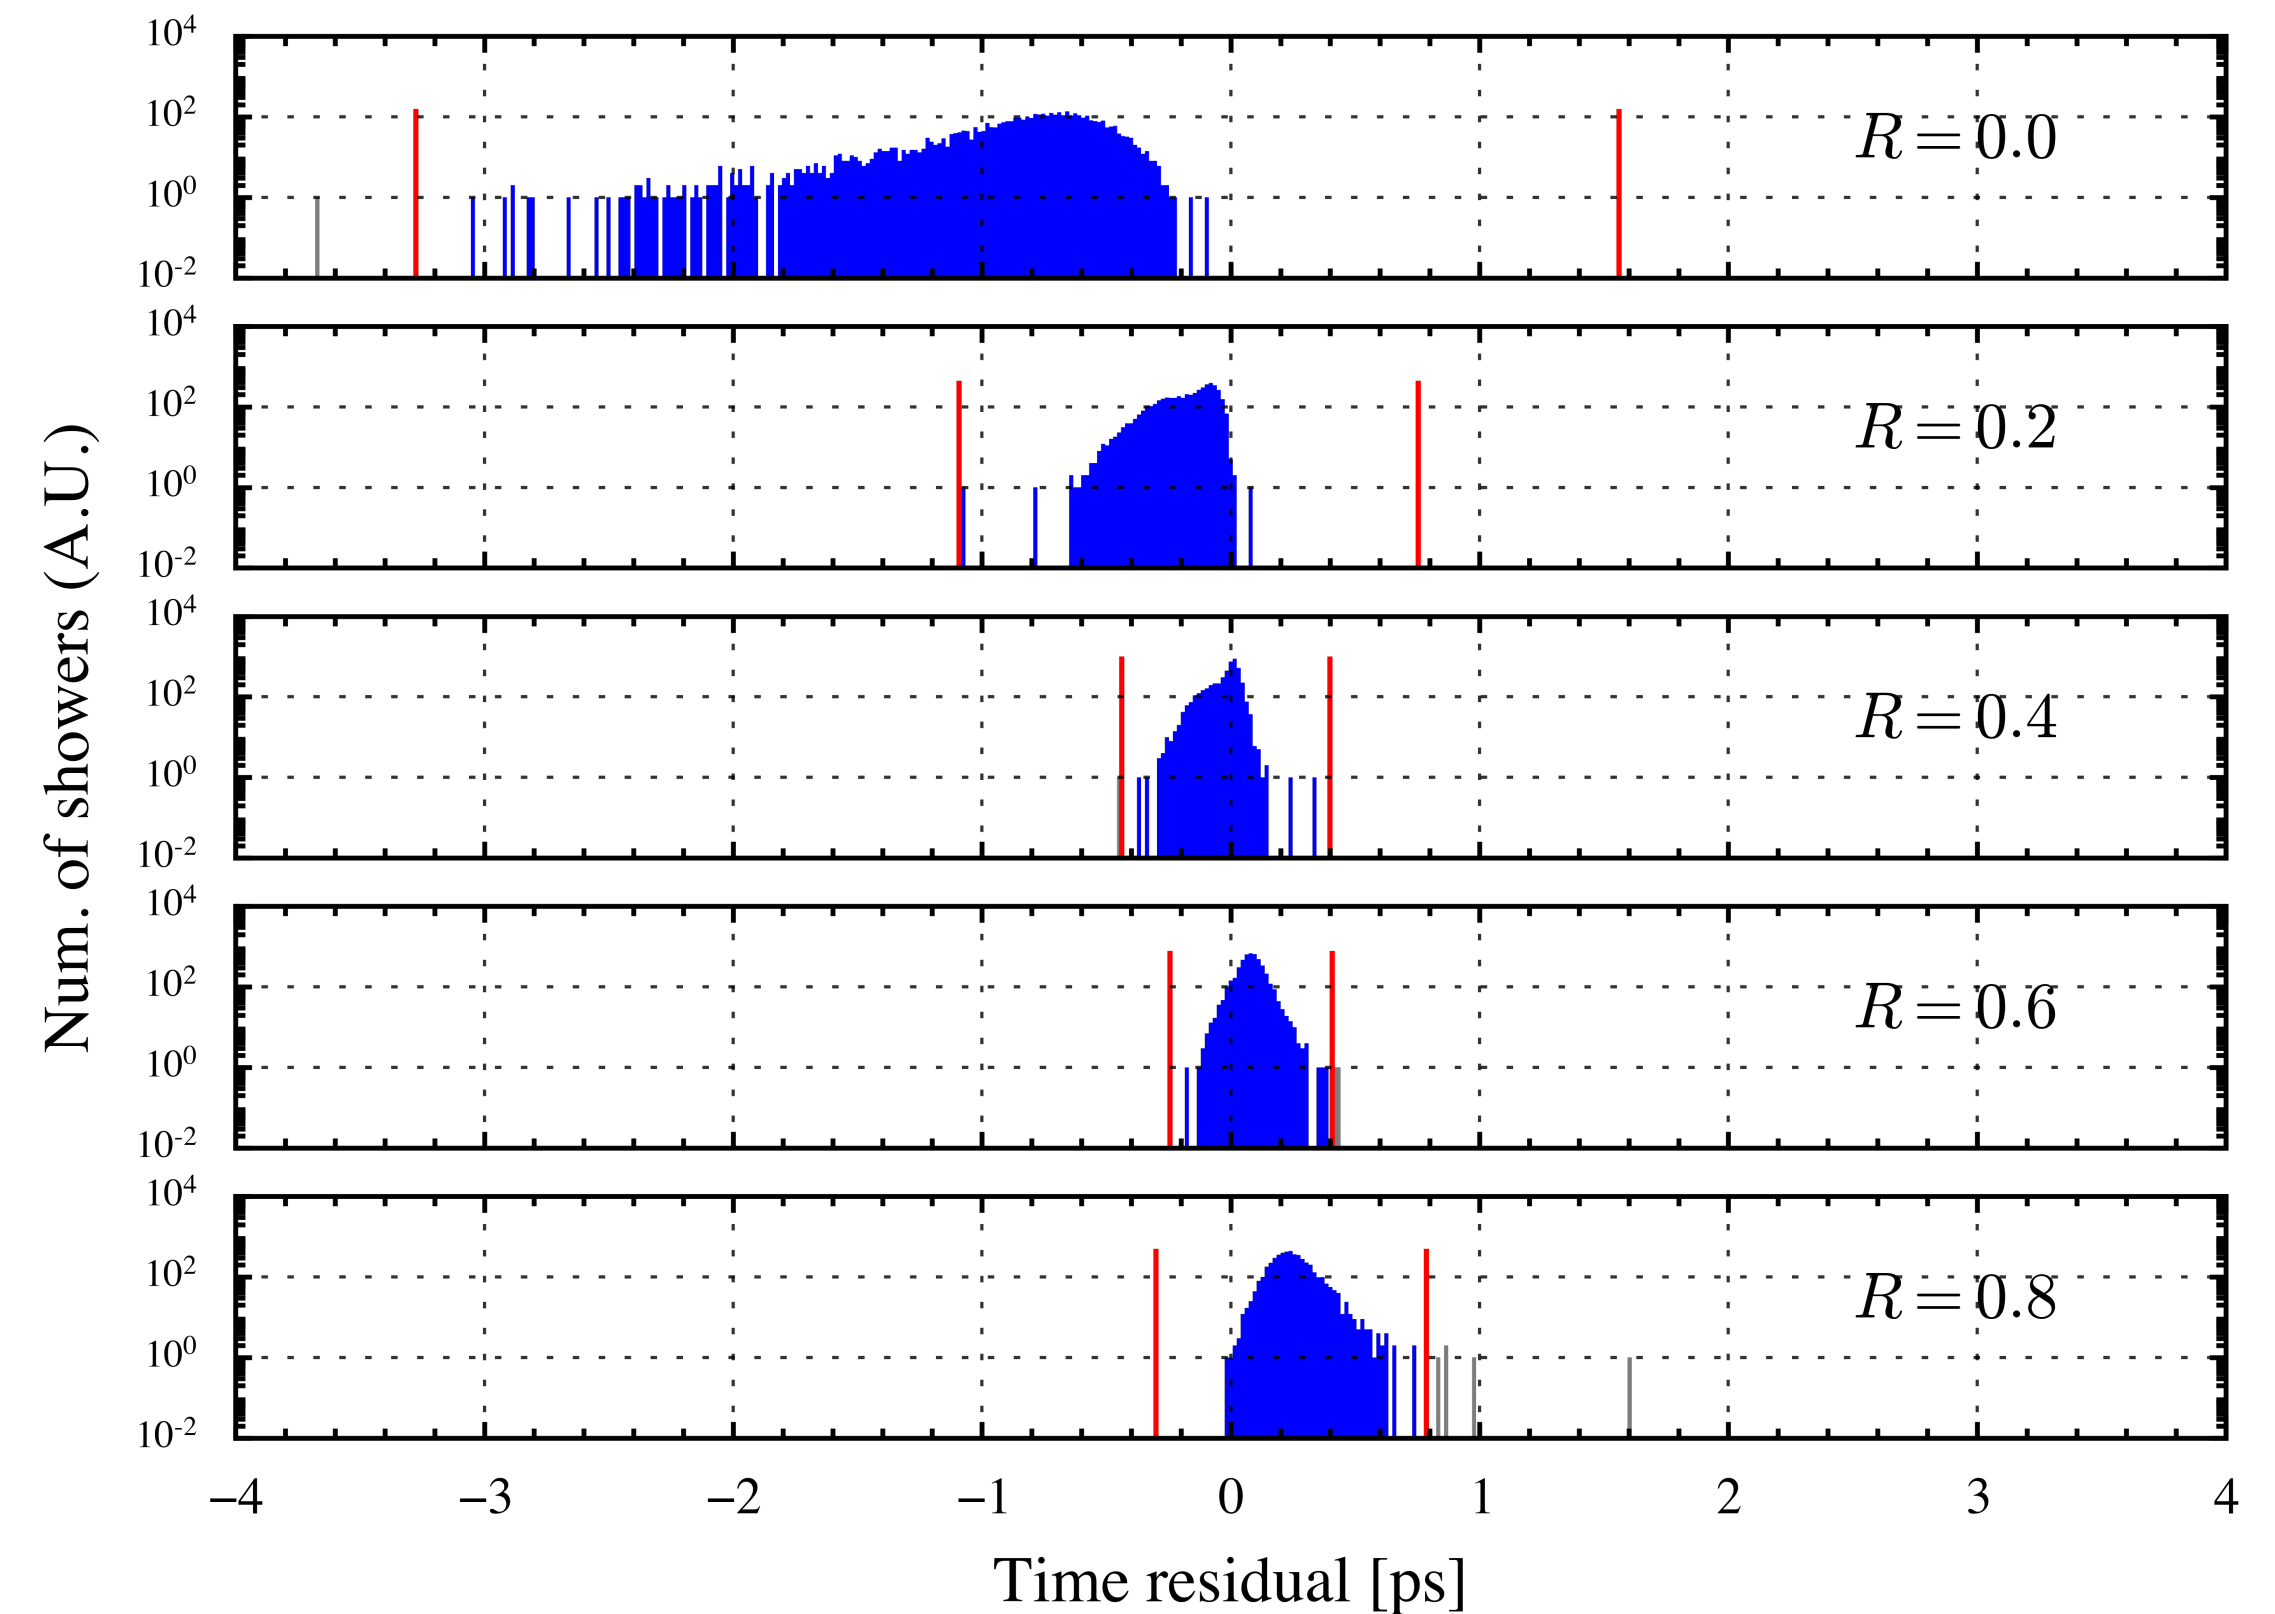 Num. of showers (A.U.)
10^4
10^2
10^0
10^-2
R = 0.0
10^4
10^2
10^0
10^-2
R = 0.2
10^4
10^2
10^0
10^-2
R = 0.4
10^4
10^2
10^0
10^-2
R = 0.6
10^4
10^2
10^0
10^-2
R = 0.8
−4 −3 −2 −1 0 1 2 3 4
Time residual [ps]